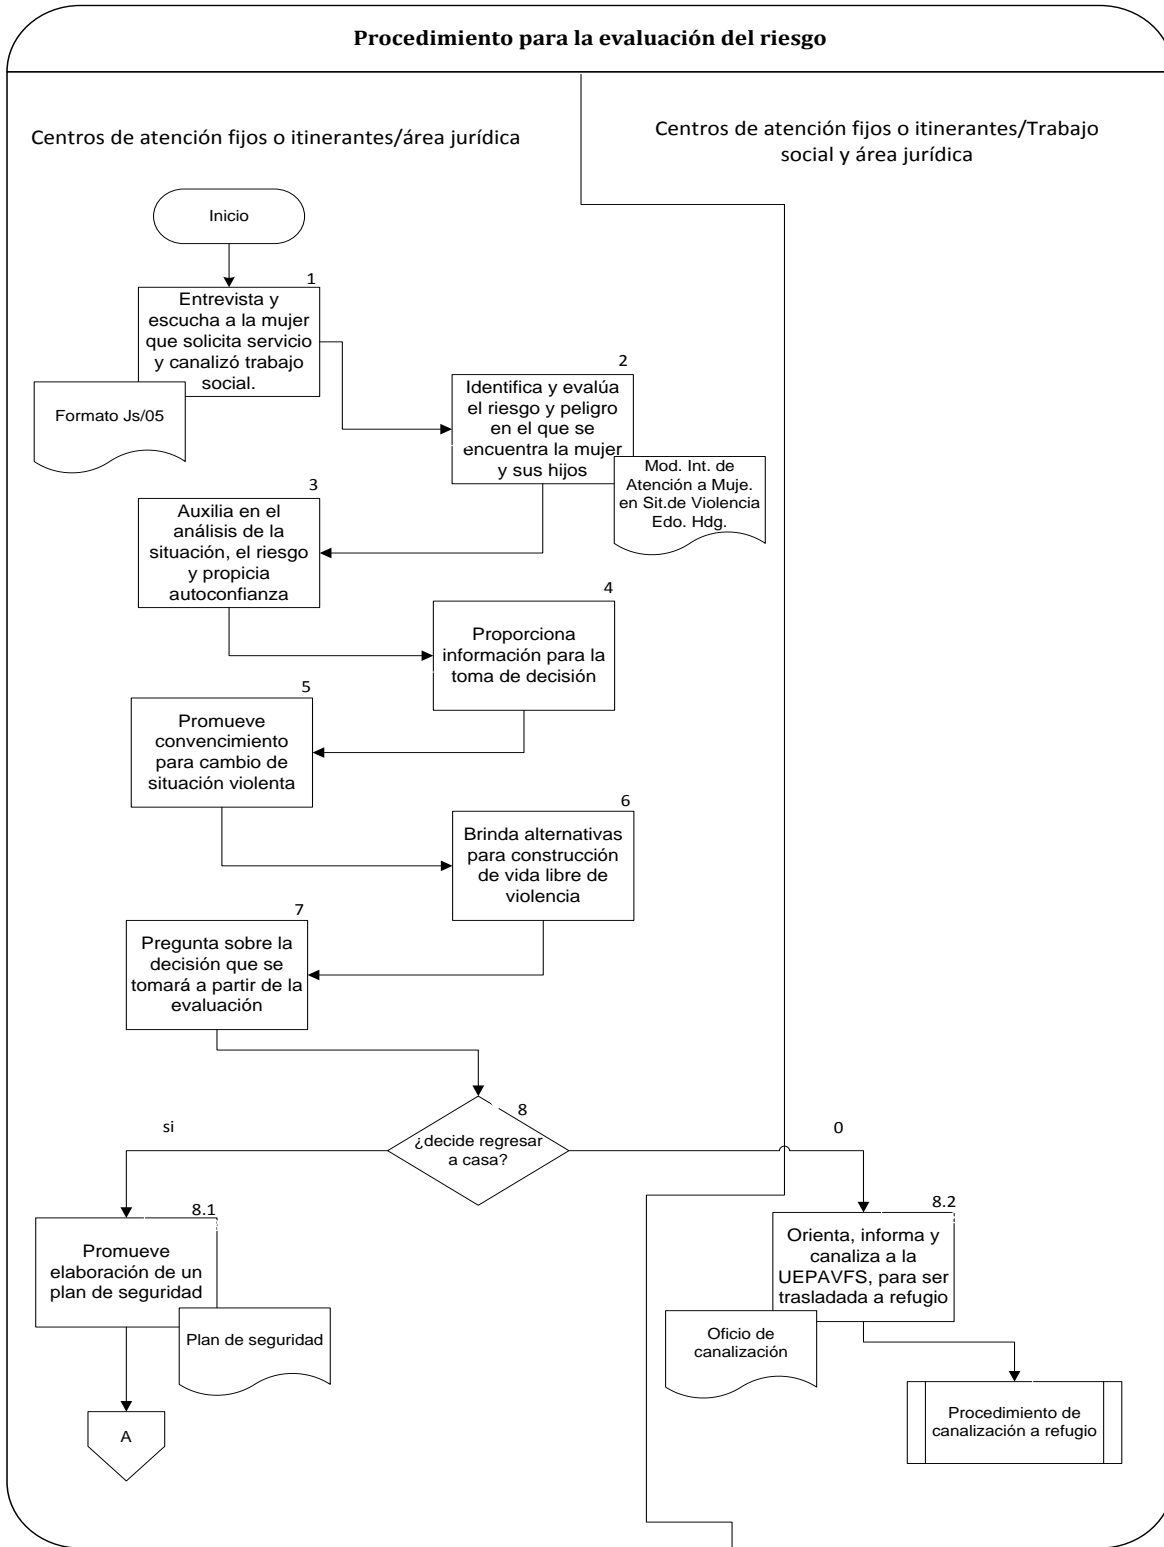 Procedimiento para la evaluación del riesgo
Centros de atención fijos o itinerantes/área jurídica
Centros de atención fijos o itinerantes/Trabajo
social y área jurídica
Inicio
1
Entrevista y
escucha a la mujer
que solicita servicio
y canalizó trabajo
social.
Formato Js/05
2
Identifica y evalúa
el riesgo y peligro
en el que se
encuentra la mujer
y sus hijos
Mod. Int. de
Atención a Muje.
en Sit.de Violencia
Edo. Hdg.
3
Auxilia en el
análisis de la
situación, el riesgo
y propicia
autoconfianza
4
Proporciona
información para la
toma de decisión
5
Promueve
convencimiento
para cambio de
situación violenta
6
Brinda alternativas
para construcción
de vida libre de
violencia
7
Pregunta sobre la
decisión que se
tomará a partir de la
evaluación
8
¿decide regresar
a casa?
si
0
8.1
Promueve
elaboración de un
plan de seguridad
Plan de seguridad
A
8.2
Orienta, informa y
canaliza a la
UEPAVFS, para ser
trasladada a refugio
Oficio de
canalización
Procedimiento de
canalización a refugio